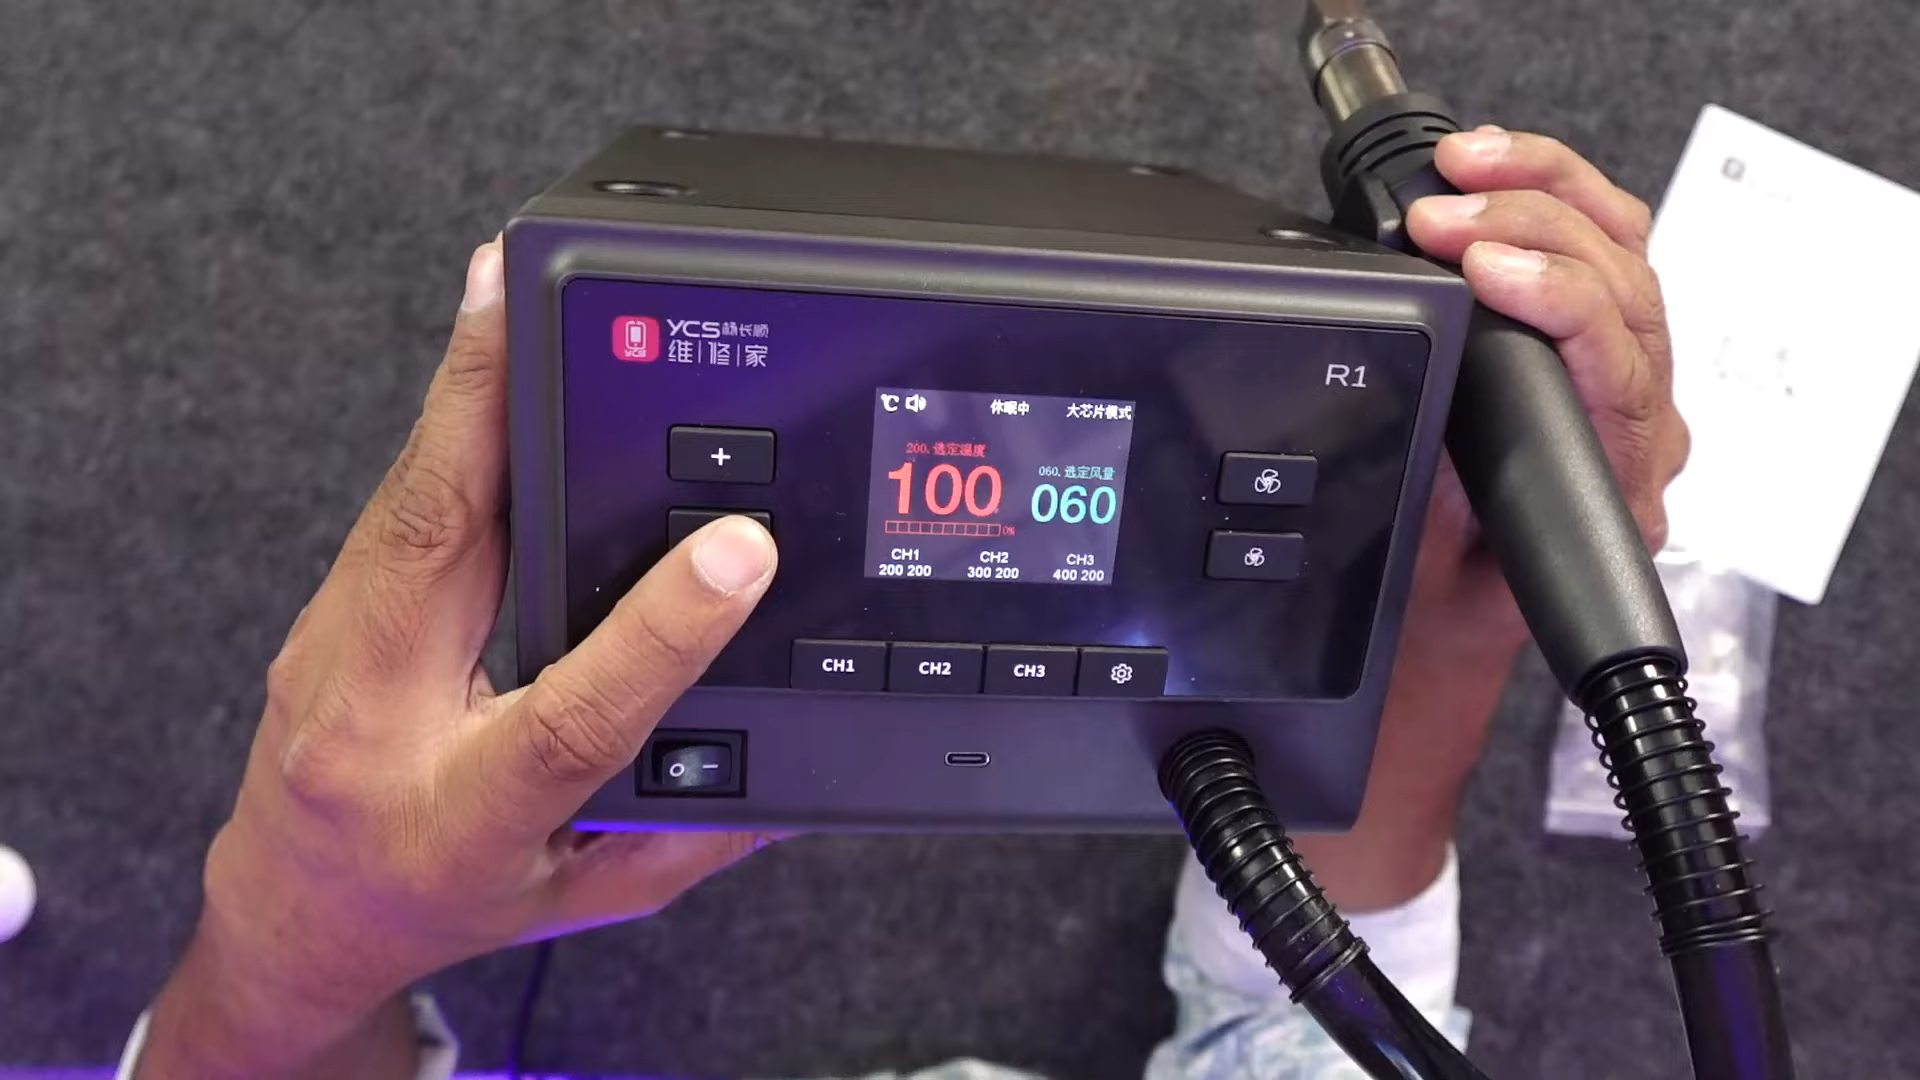 YCS杨长顺
维|修|家
YCS
R1
℃ 休眠中 大芯片模式
200. 选定温度
100
0%
060. 选定风量
060
CH1 CH2 CH3
200 200 300 200 400 200
+
CH1 CH2 CH3
O –